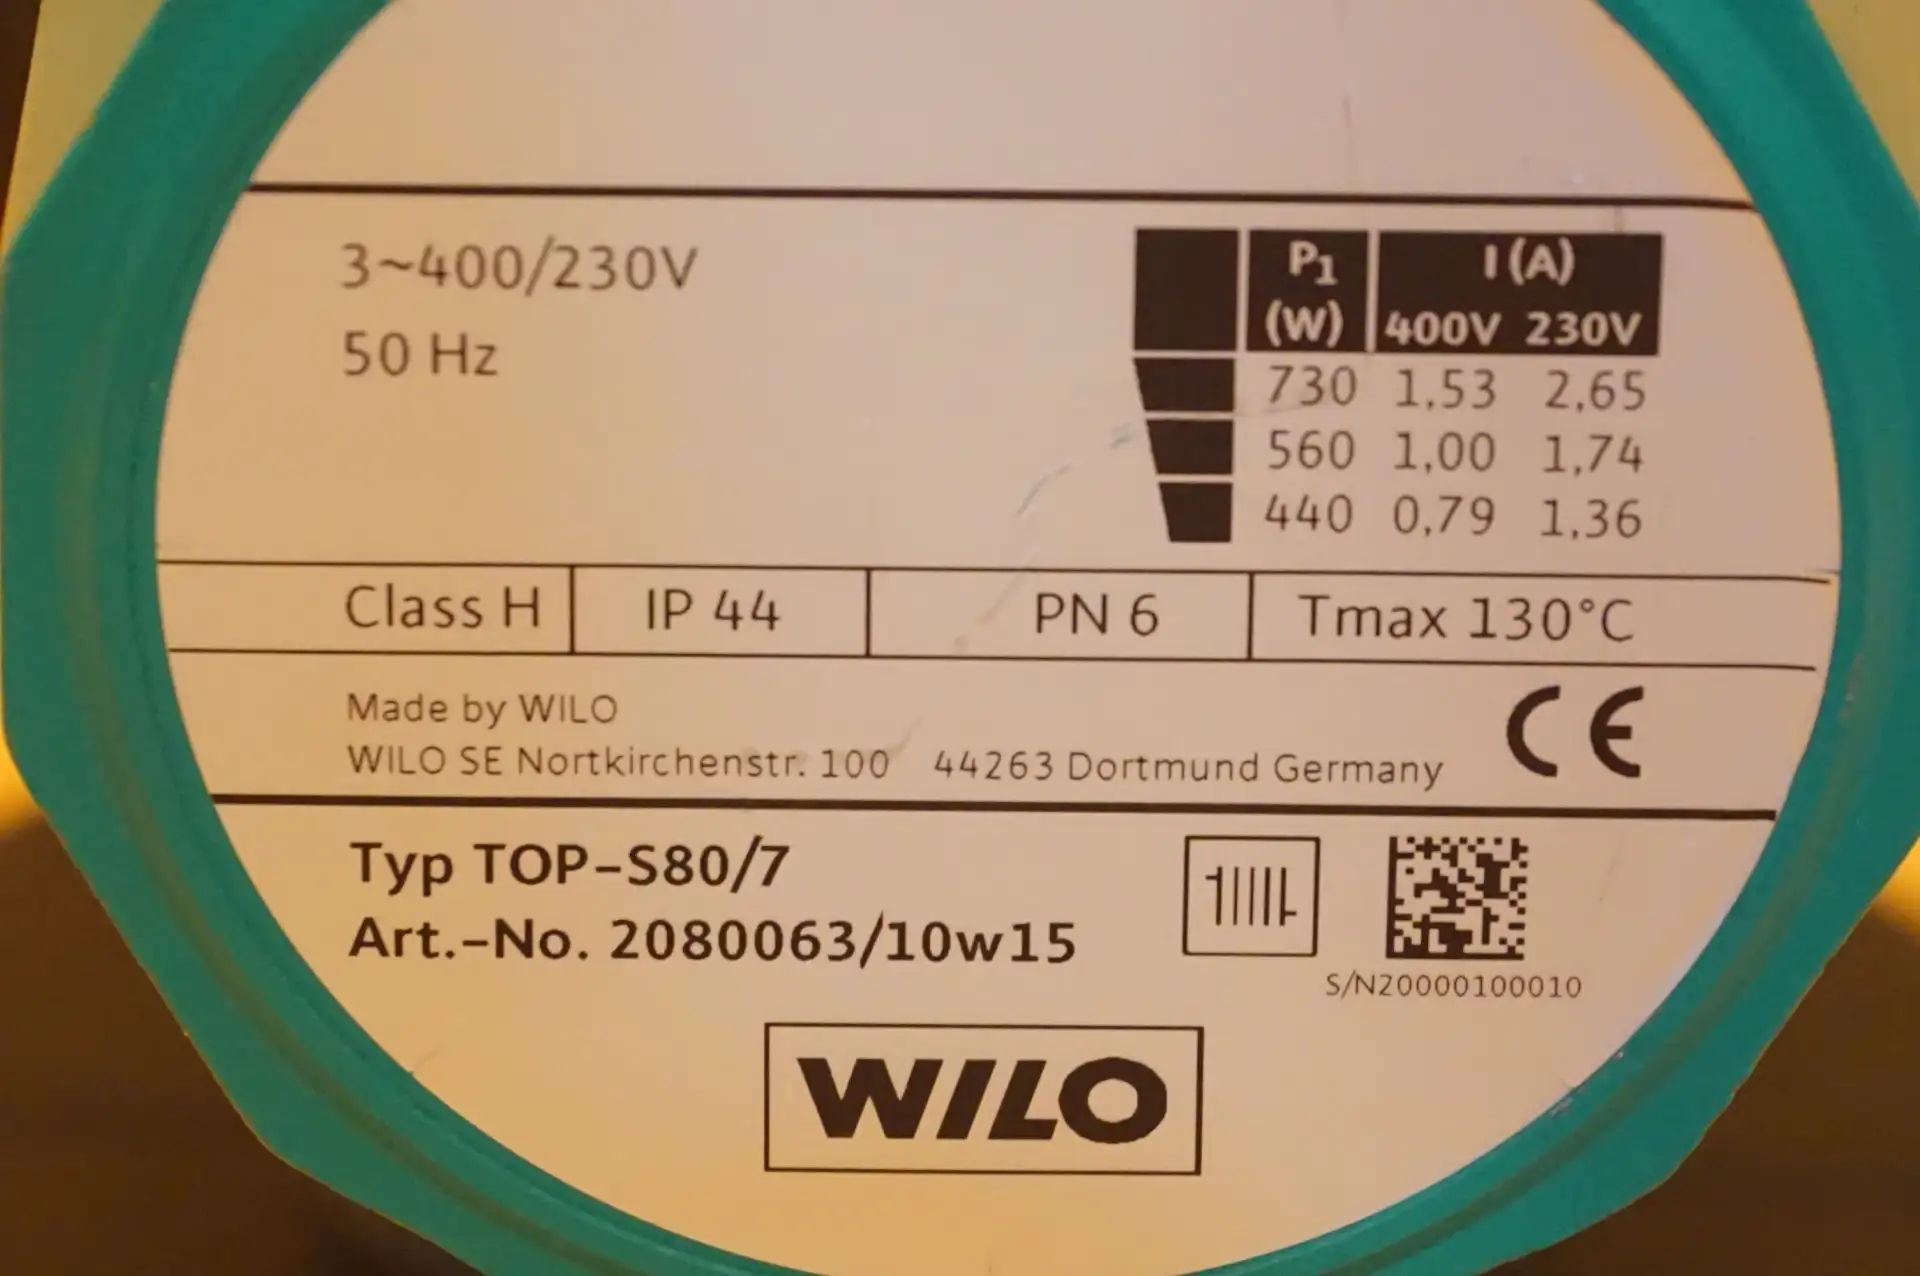 3~400/230V
50 Hz
P1 I (A)
(W) 400V 230V
730 1,53 2,65
560 1,00 1,74
440 0,79 1,36
Class H IP 44 PN 6 Tmax 130°C
Made by WILO
WILO SE Nortkirchenstr. 100 44263 Dortmund Germany
CE
Typ TOP-S80/7
Art.-No. 2080063/10w15
S/N20000100010
WILO